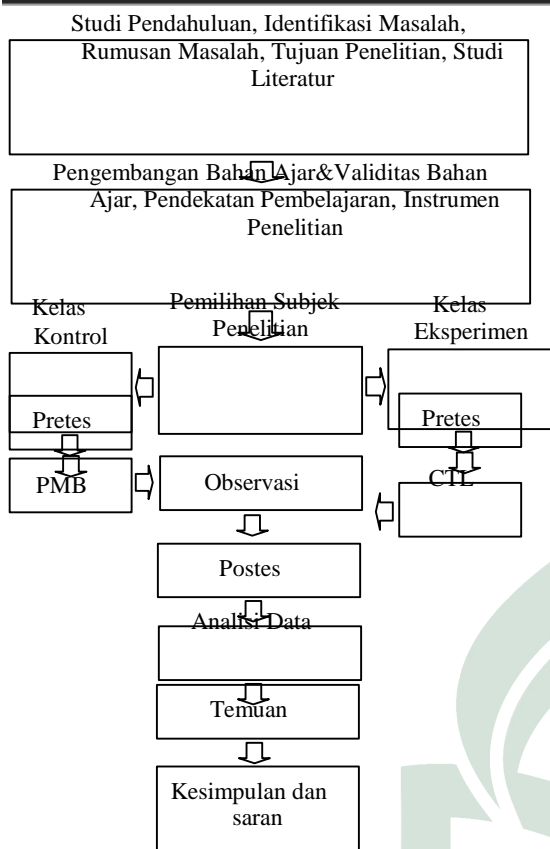 Studi Pendahuluan, Identifikasi Masalah,
Rumusan Masalah, Tujuan Penelitian, Studi
Literatur
Pengembangan Bahan Ajar&Validitas Bahan
Ajar, Pendekatan Pembelajaran, Instrumen
Penelitian
Kelas
Kontrol
Pemilihan Subjek
Penelitian
Kelas
Eksperimen
Pretes
Pretes
PMB
Observasi
CTL
Postes
Analisi Data
Temuan
Kesimpulan dan
saran